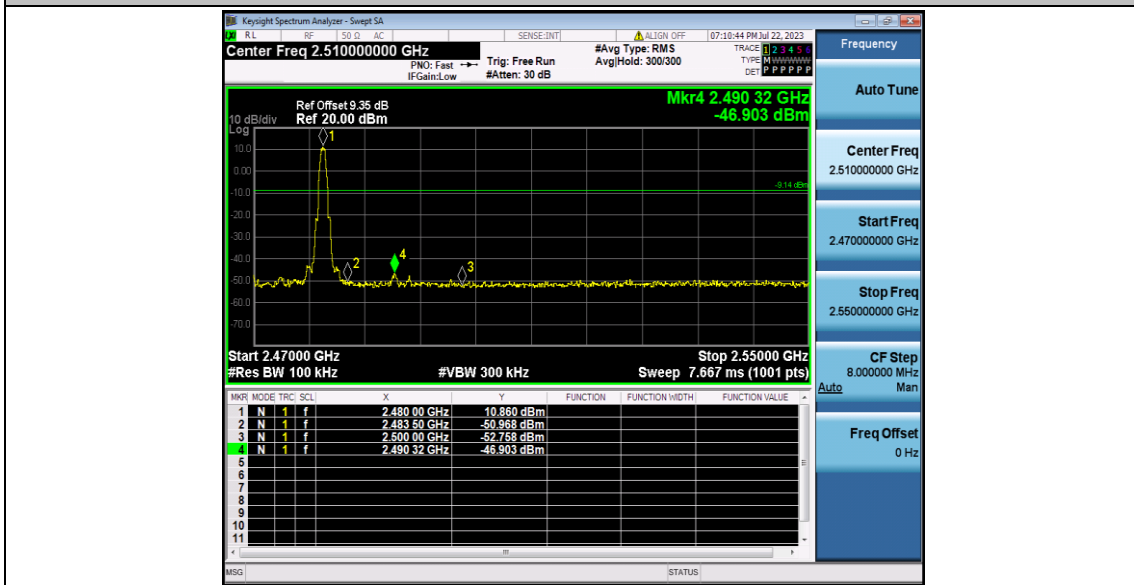 Keysight Spectrum Analyzer - Swept SA
RL RF 50 Ω AC SENSE:INT ALIGN OFF 07:10:44 PM Jul 22, 2023
Center Freq 2.510000000 GHz
PNO: Fast
IFGain:Low
Trig: Free Run
#Atten: 30 dB
#Avg Type: RMS
Avg|Hold: 300/300
TRACE 1 2 3 4 5 6
TYPE M WWWWW
DET P P P P P P
Mkr4 2.490 32 GHz
-46.903 dBm
Ref Offset 9.35 dB
10 dB/div Ref 20.00 dBm
Log
10.0
0.00
-10.0
-20.0
-30.0
-40.0
-50.0
-60.0
-70.0
1
2
4
3
-9.14 dBm
Start 2.47000 GHz Stop 2.55000 GHz
#Res BW 100 kHz #VBW 300 kHz Sweep 7.667 ms (1001 pts)
MKR MODE TRC SCL X Y FUNCTION FUNCTION WIDTH FUNCTION VALUE
1 N 1 f 2.480 00 GHz 10.860 dBm
2 N 1 f 2.483 50 GHz -50.968 dBm
3 N 1 f 2.500 00 GHz -52.758 dBm
4 N 1 f 2.490 32 GHz -46.903 dBm
5
6
7
8
9
10
11
MSG STATUS
Frequency
Auto Tune
Center Freq
2.510000000 GHz
Start Freq
2.470000000 GHz
Stop Freq
2.550000000 GHz
CF Step
8.000000 MHz
Auto Man
Freq Offset
0 Hz